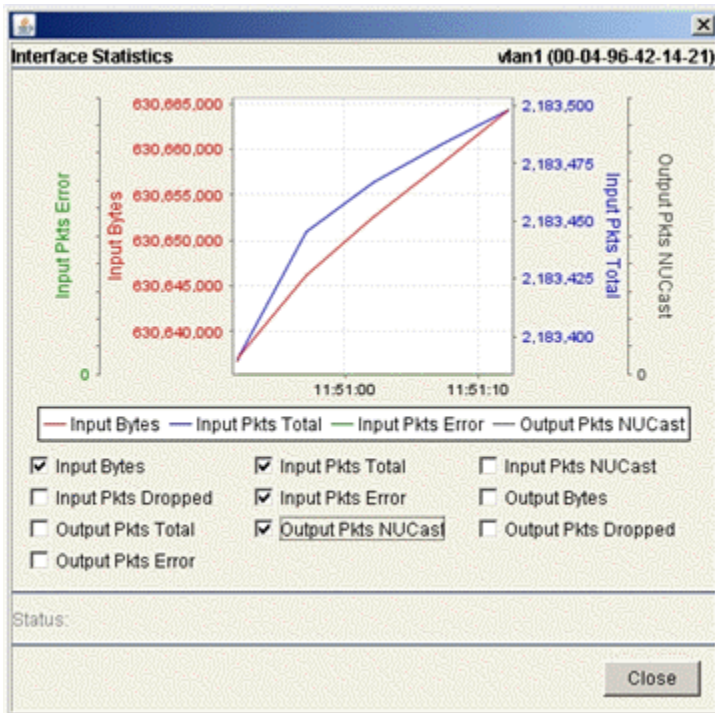 Interface Statistics vlan1 (00-04-96-42-14-21)
Input Pkts Error
0
Input Bytes
630,665,000
630,660,000
630,655,000
630,650,000
630,645,000
630,640,000
2,183,500
2,183,475
2,183,450
2,183,425
2,183,400
Input Pkts Total
Output Pkts NUCast
0
11:51:00 11:51:10
Input Bytes Input Pkts Total Input Pkts Error Output Pkts NUCast
Input Bytes Input Pkts Total Input Pkts NUCast
Input Pkts Dropped Input Pkts Error Output Bytes
Output Pkts Total Output Pkts NUCast Output Pkts Dropped
Output Pkts Error
Status:
Close